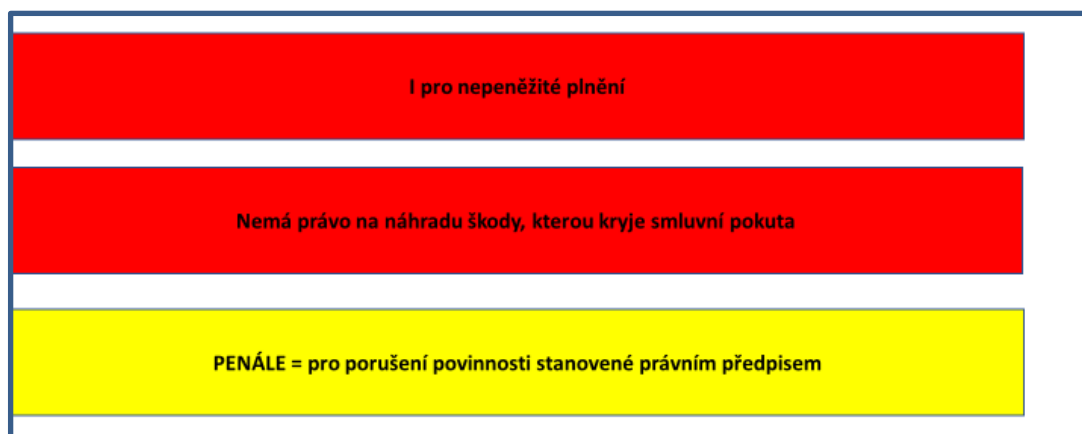 I pro nepeněžité plnění
Nemá právo na náhradu škody, kterou kryje smluvní pokuta
PENÁLE = pro porušení povinnosti stanovené právním předpisem